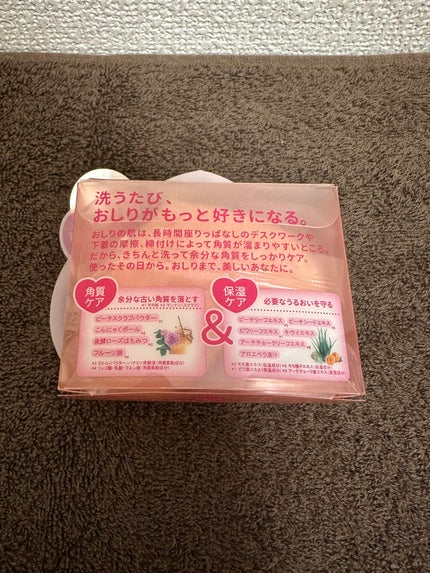 洗うたび、
おしりがもっと好きになる。
おしりの肌は、長時間座りっぱなしのデスクワークや
下着の摩擦、締付けによって角質が溜まりやすいところ。
だから、きちんと洗って余分な角質をしっかりケア。
使ったその日から。おしりまで、美しいあなたに。
角質
ケア
余分な古い角質を落とす
ピーチスクラブパウダー
こんにゃくボール
発酵ローズはちみつ
フルーツ酸
&
保湿
ケア
必要なうるおいを守る
ピーチリーフエキス
ピーチシードエキス
ビワリーフエキス
キウイエキス
アーチチョークリーフエキス
アロエベラ液汁